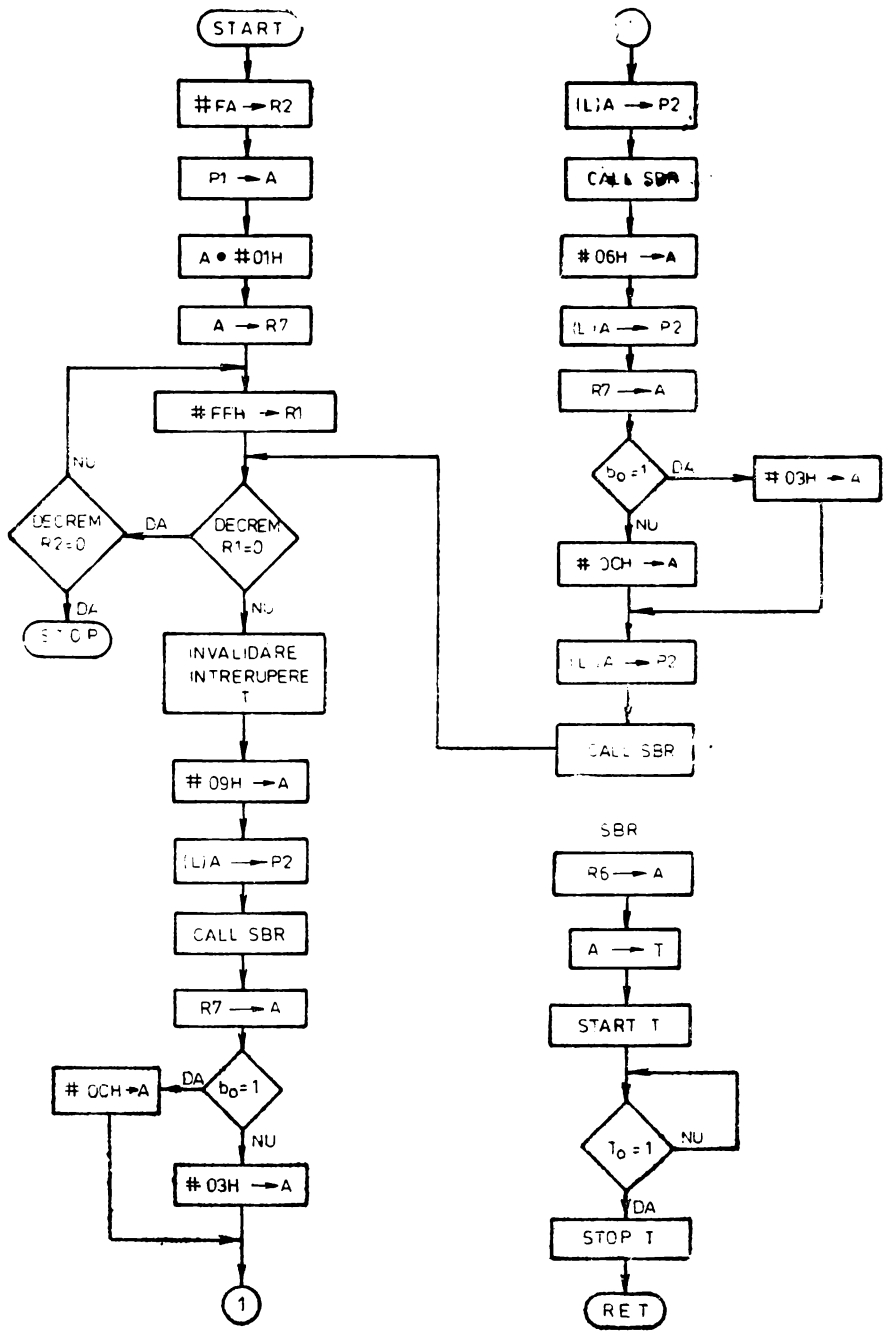 START
#FA → R2
P1 → A
A • #01H
A → R7
#FFH → R1
NU
DECREM
R2=0
DA
DECREM
R1=0
DA
STOP
NU
INVALIDARE
INTRERUPERE
T
#09H → A
(L)A → P2
CALL SBR
R7 → A
b0=1
DA
#0CH → A
NU
#03H → A
1
(L)A → P2
CALL SBR
#06H → A
(L)A → P2
R7 → A
b0=1
DA
#03H → A
NU
#0CH → A
(L)A → P2
CALL SBR
SBR
R6 → A
A → T
START T
T0=1
NU
DA
STOP T
RET